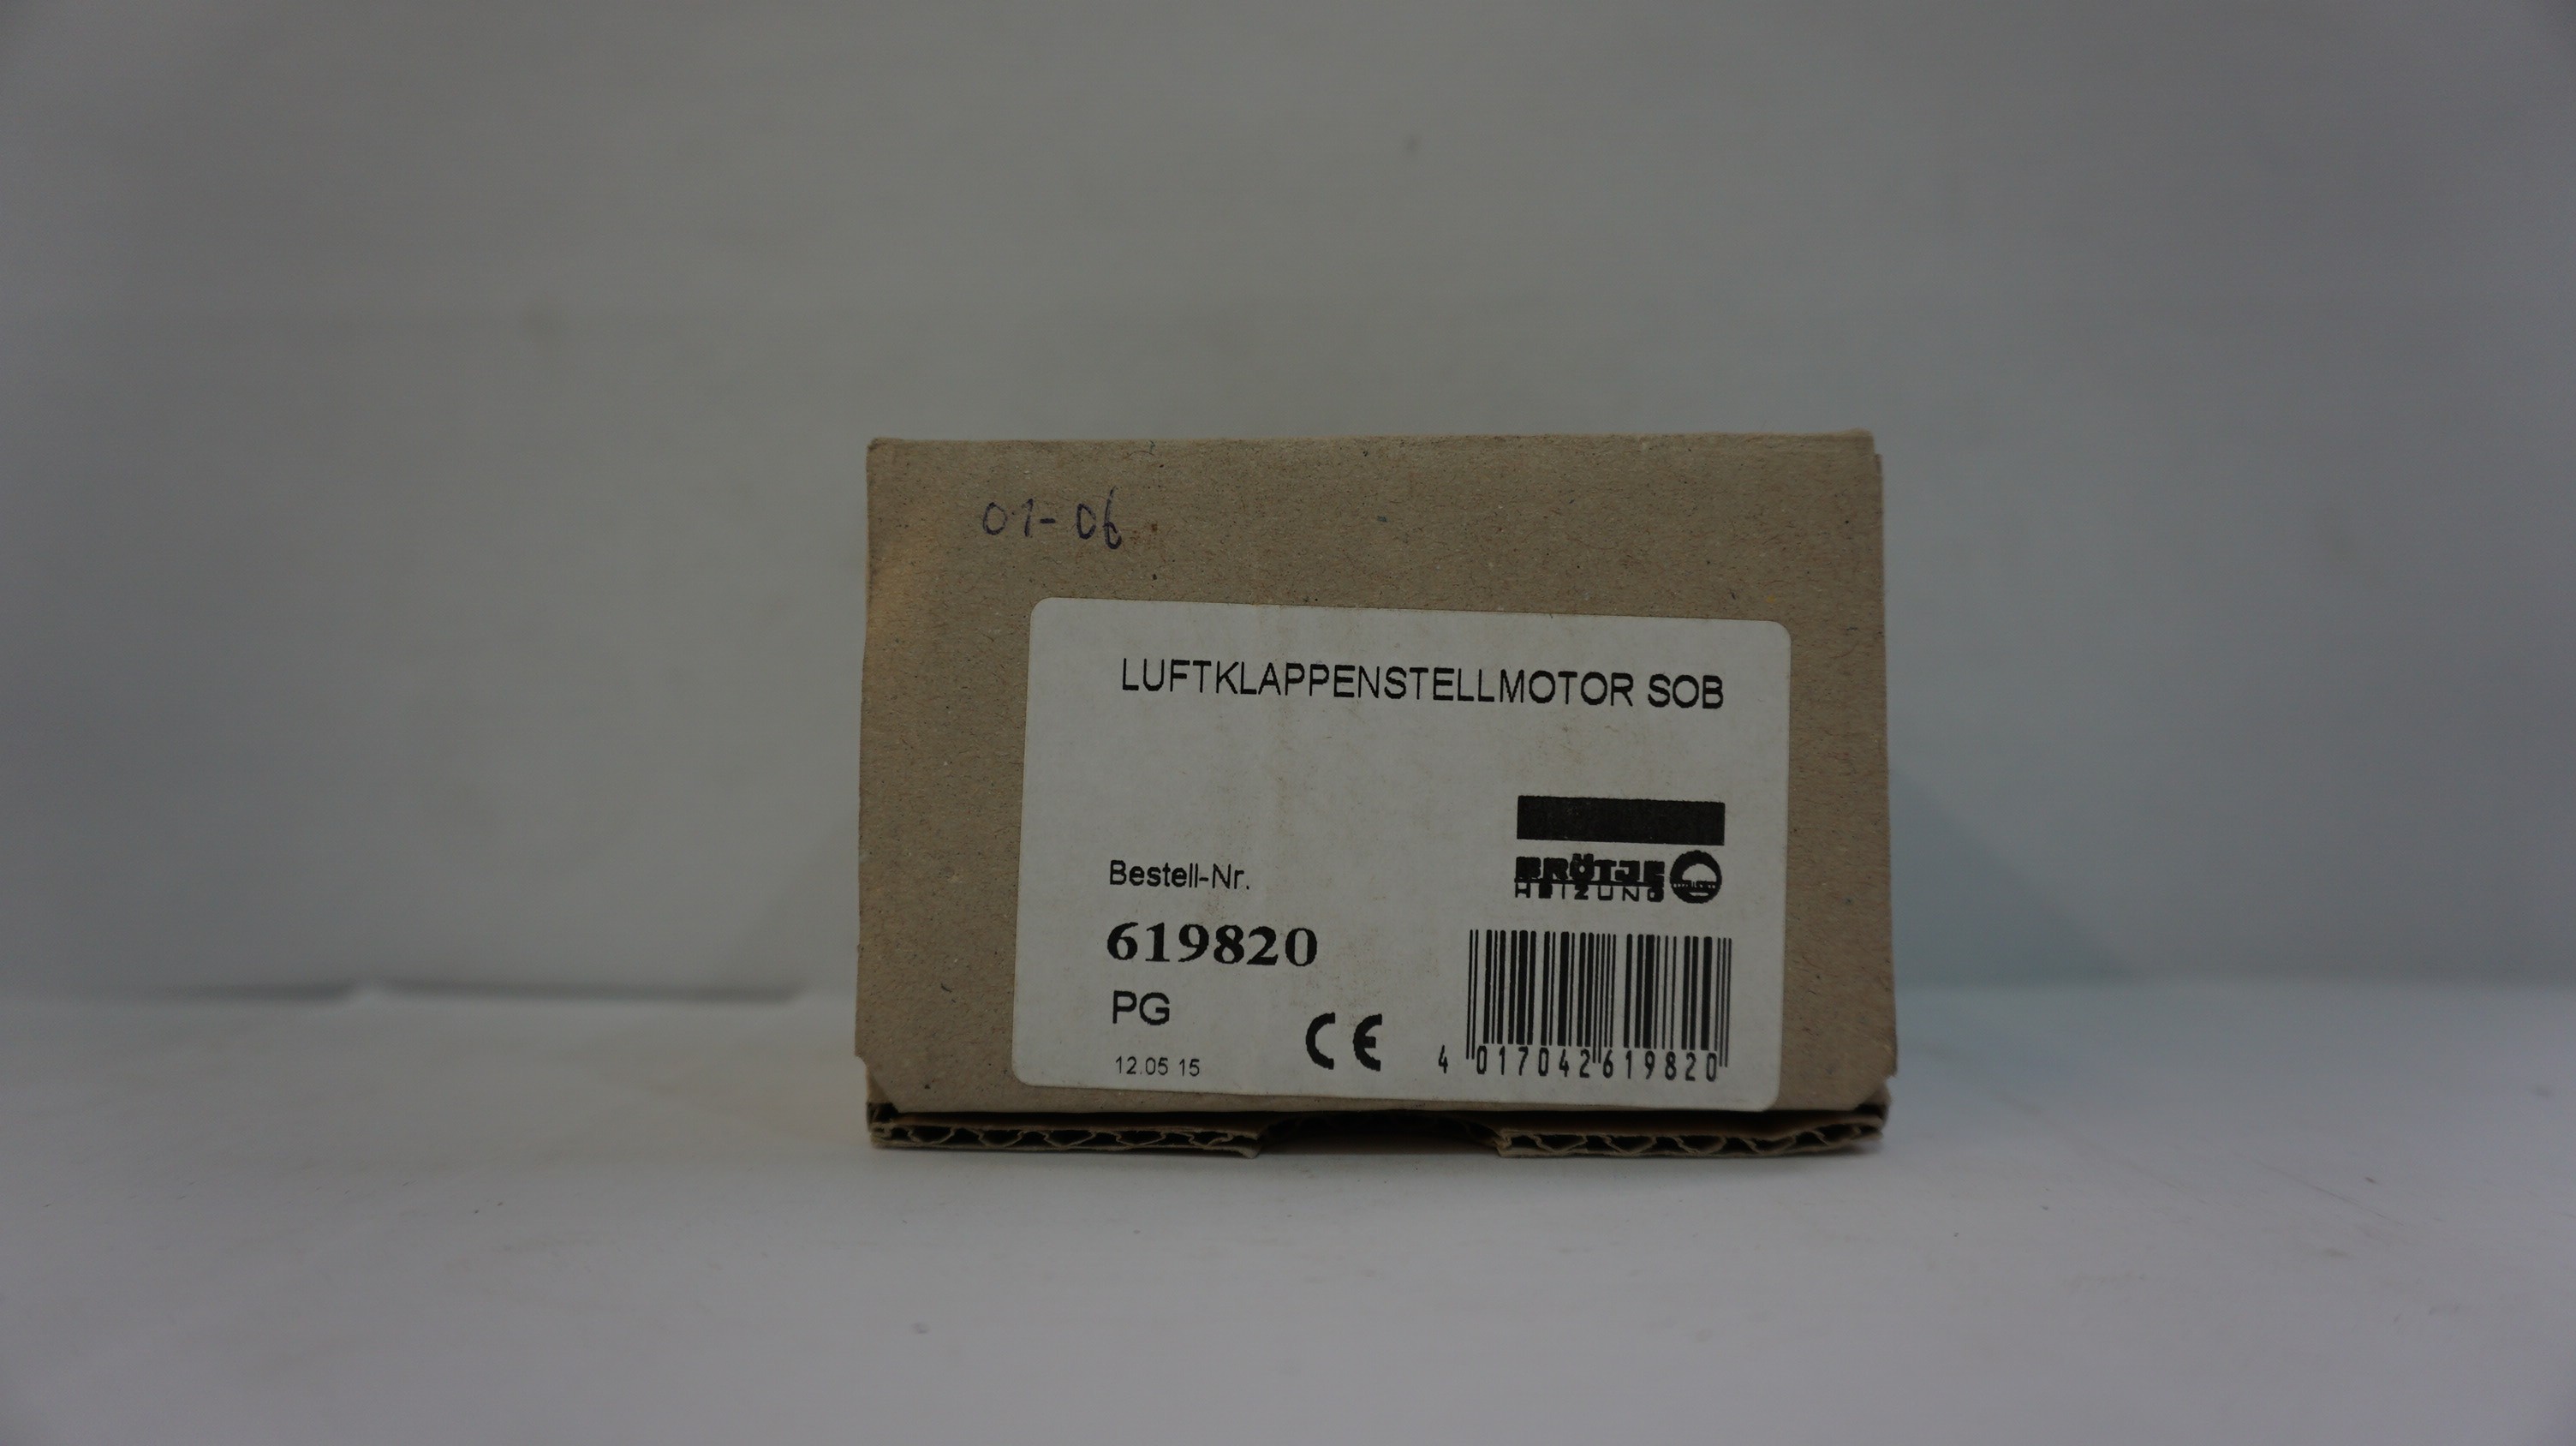 01-06
LUFTKLAPPENSTELLMOTOR SOB
BRÖTJE
HEIZUNG
Bestell-Nr.
619820
PG
12.05 15
CE
4 017042 619820